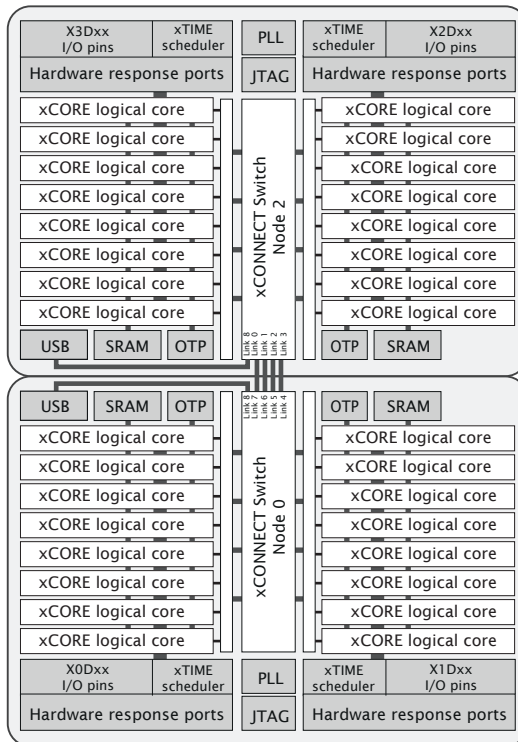 X3Dxx
I/O pins
xTIME
scheduler
PLL
xTIME
scheduler
X2Dxx
I/O pins
Hardware response ports
JTAG
Hardware response ports
xCORE logical core
xCORE logical core
xCORE logical core
xCORE logical core
xCORE logical core
xCORE logical core
xCORE logical core
xCORE logical core
xCONNECT Switch
Node 2
xCORE logical core
xCORE logical core
xCORE logical core
xCORE logical core
xCORE logical core
xCORE logical core
xCORE logical core
xCORE logical core
USB
SRAM
OTP
Link 8
Link 0
Link 1
Link 2
Link 3
OTP
SRAM
USB
SRAM
OTP
Link 8
Link 7
Link 6
Link 5
Link 4
OTP
SRAM
xCORE logical core
xCORE logical core
xCORE logical core
xCORE logical core
xCORE logical core
xCORE logical core
xCORE logical core
xCORE logical core
xCONNECT Switch
Node 0
xCORE logical core
xCORE logical core
xCORE logical core
xCORE logical core
xCORE logical core
xCORE logical core
xCORE logical core
xCORE logical core
X0Dxx
I/O pins
xTIME
scheduler
PLL
xTIME
scheduler
X1Dxx
I/O pins
Hardware response ports
JTAG
Hardware response ports